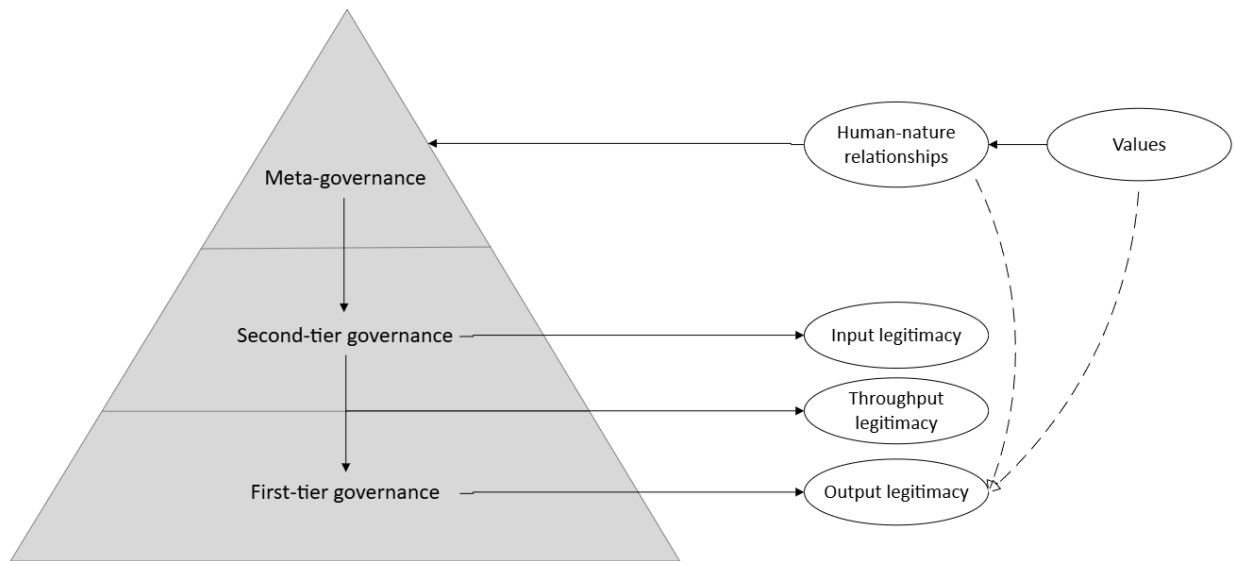 Human-nature
relationships
Values
Meta-governance
Second-tier governance
Input legitimacy
Throughput
legitimacy
First-tier governance
Output legitimacy